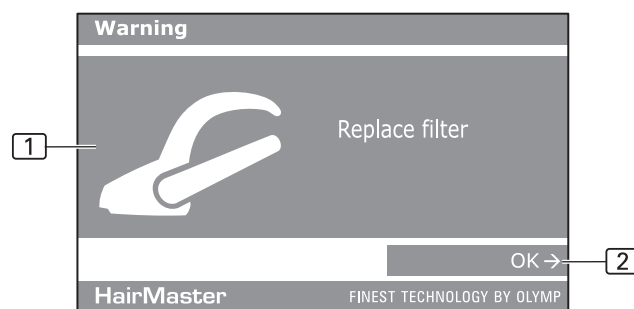 Warning
Replace filter
1
OK →
2
HairMaster
FINEST TECHNOLOGY BY OLYMP